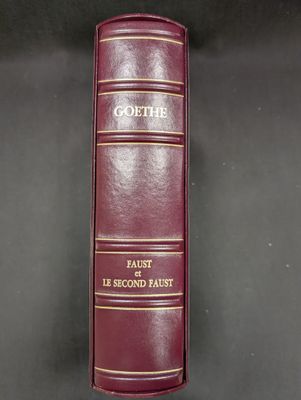 GOETHE
FAUST
et
LE SECOND FAUST